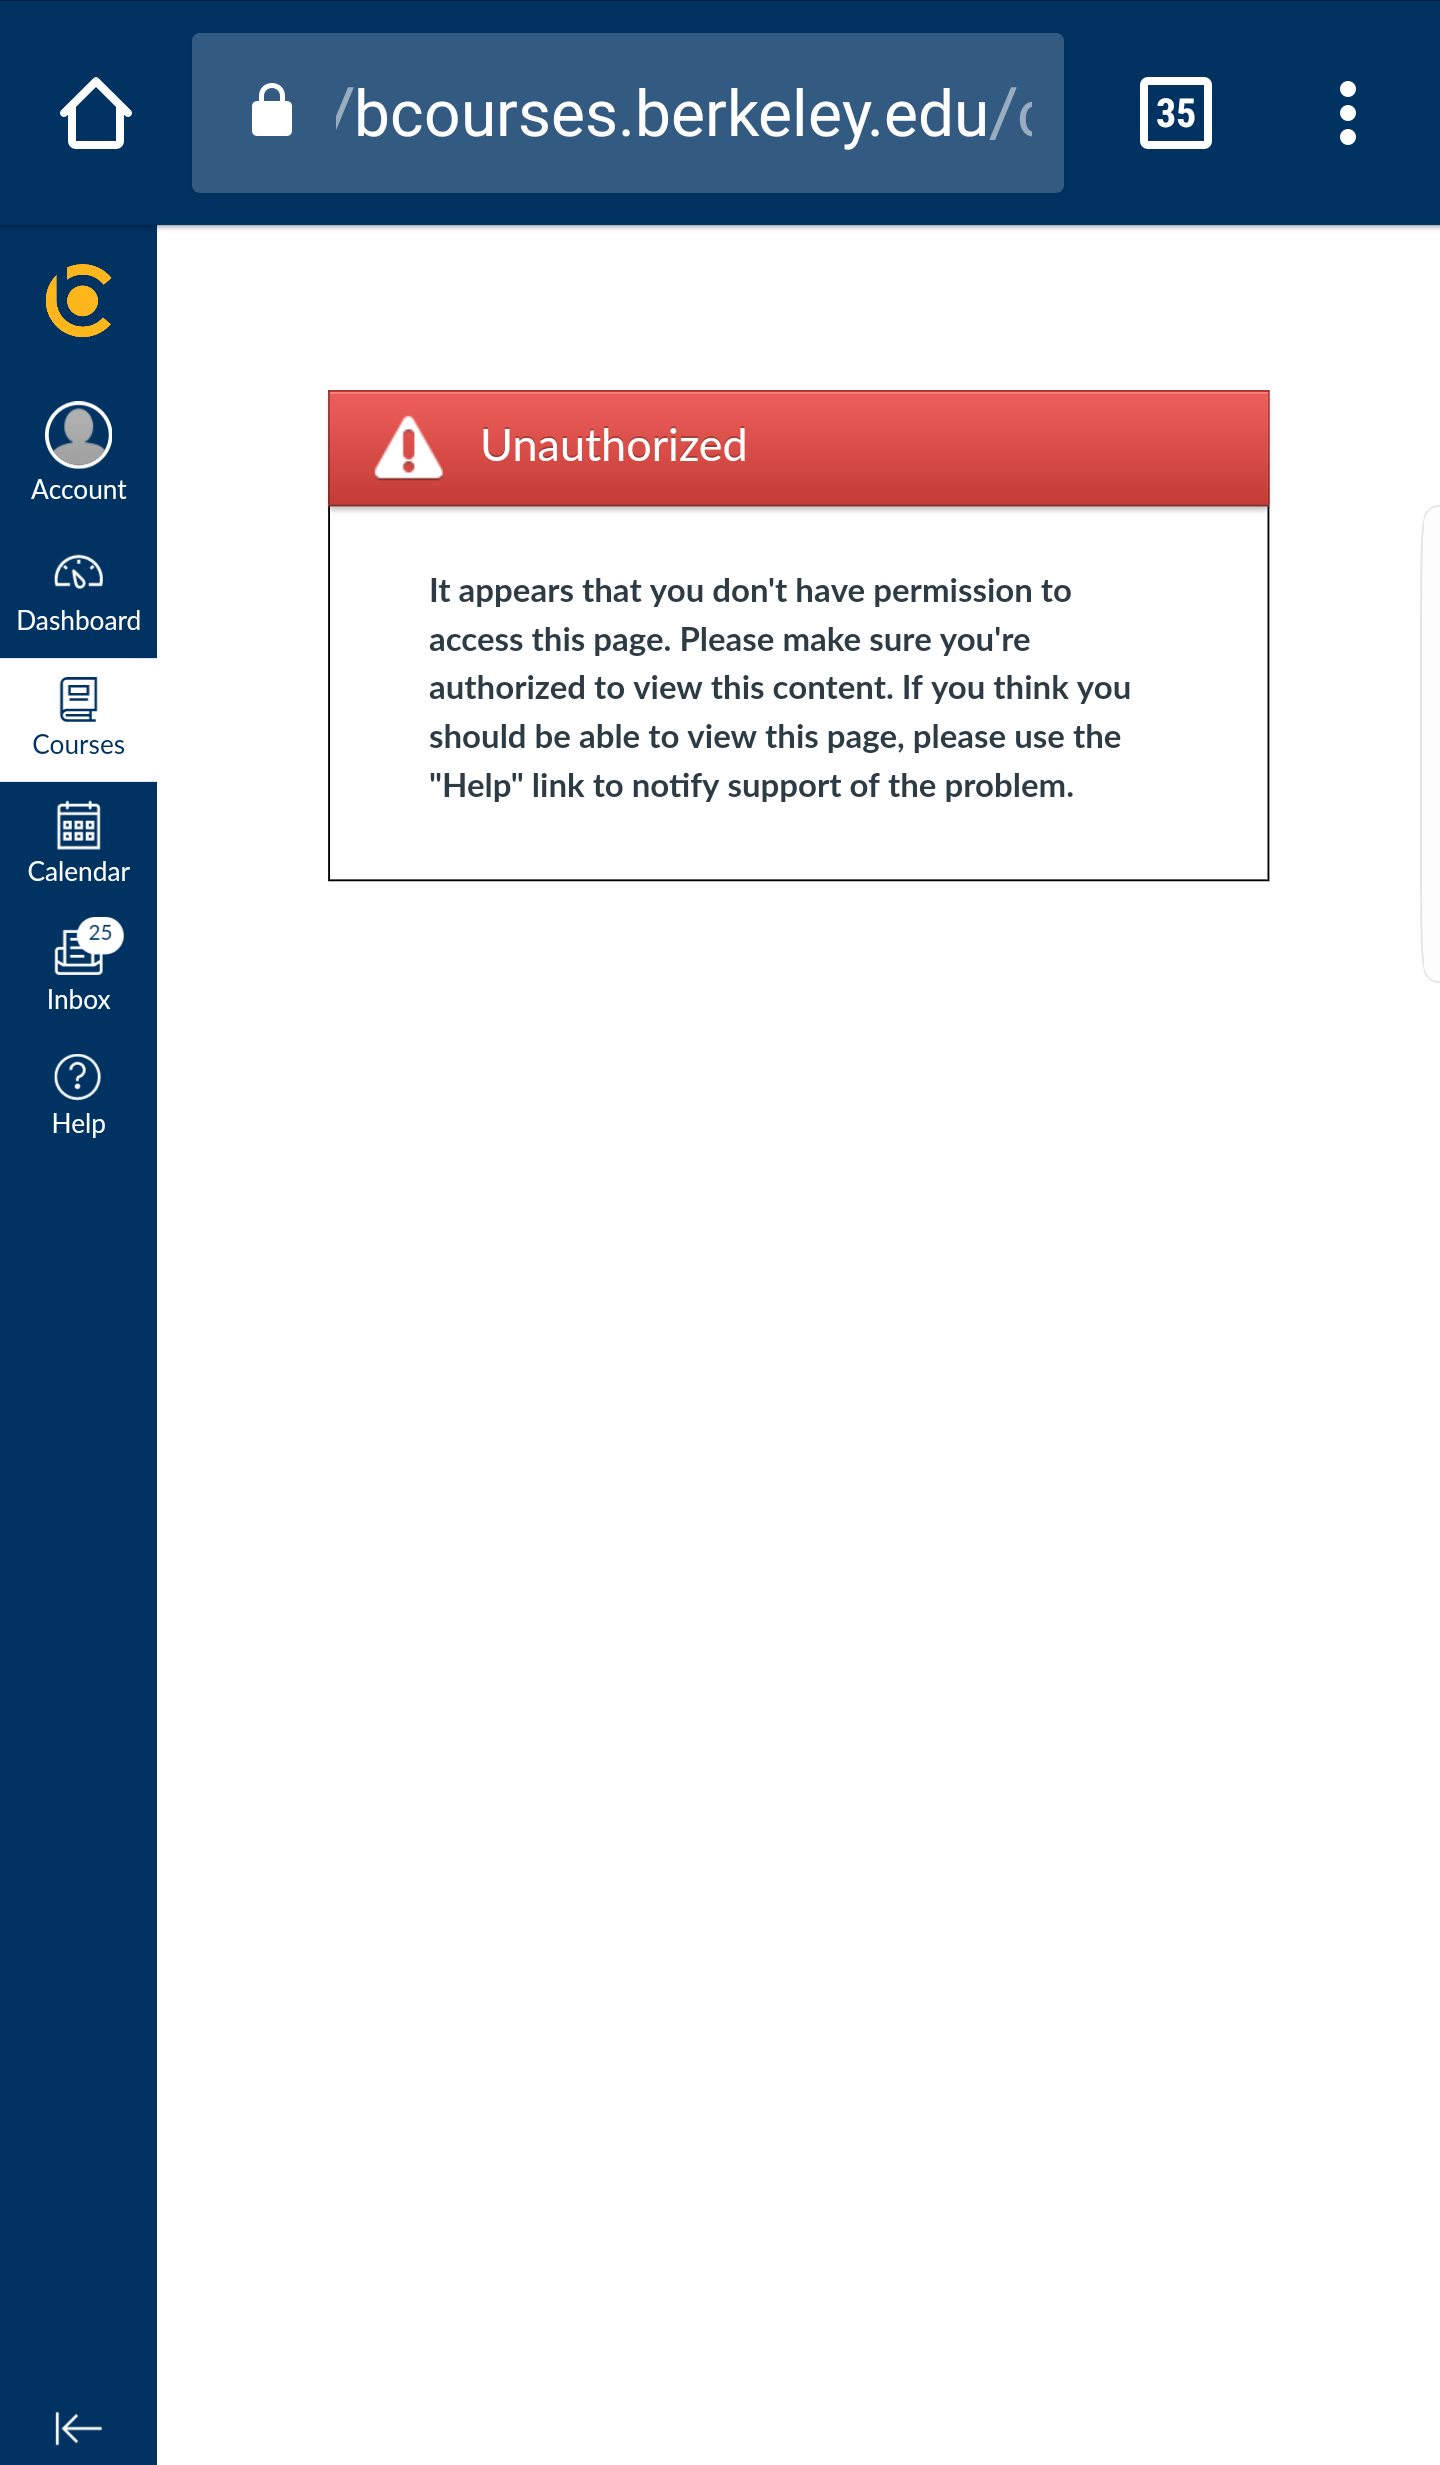 /bcourses.berkeley.edu/
35
Account
Dashboard
Courses
Calendar
25
Inbox
Help
Unauthorized
It appears that you don't have permission to
access this page. Please make sure you're
authorized to view this content. If you think you
should be able to view this page, please use the
"Help" link to notify support of the problem.